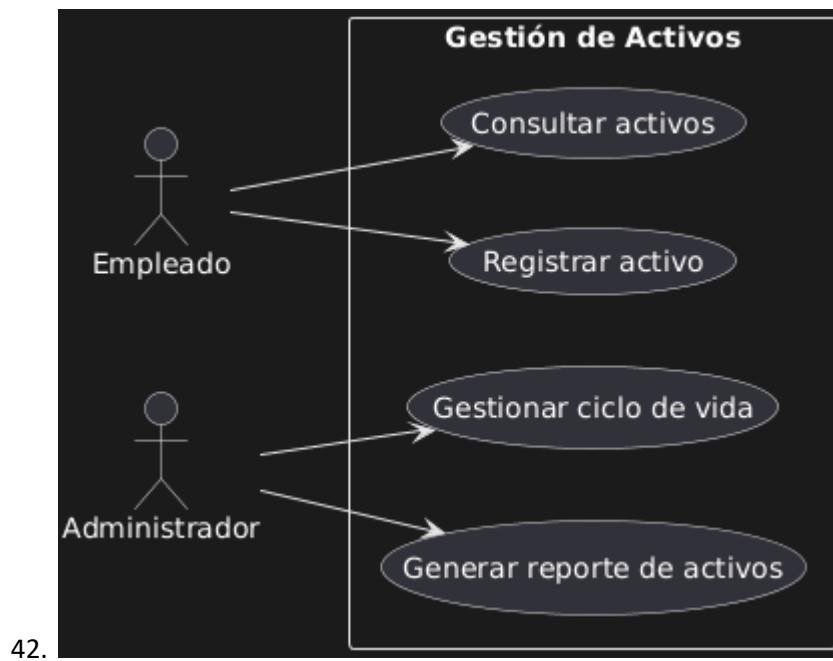 Gestión de Activos
Consultar activos
Empleado
Registrar activo
Gestionar ciclo de vida
Administrador
Generar reporte de activos
42.